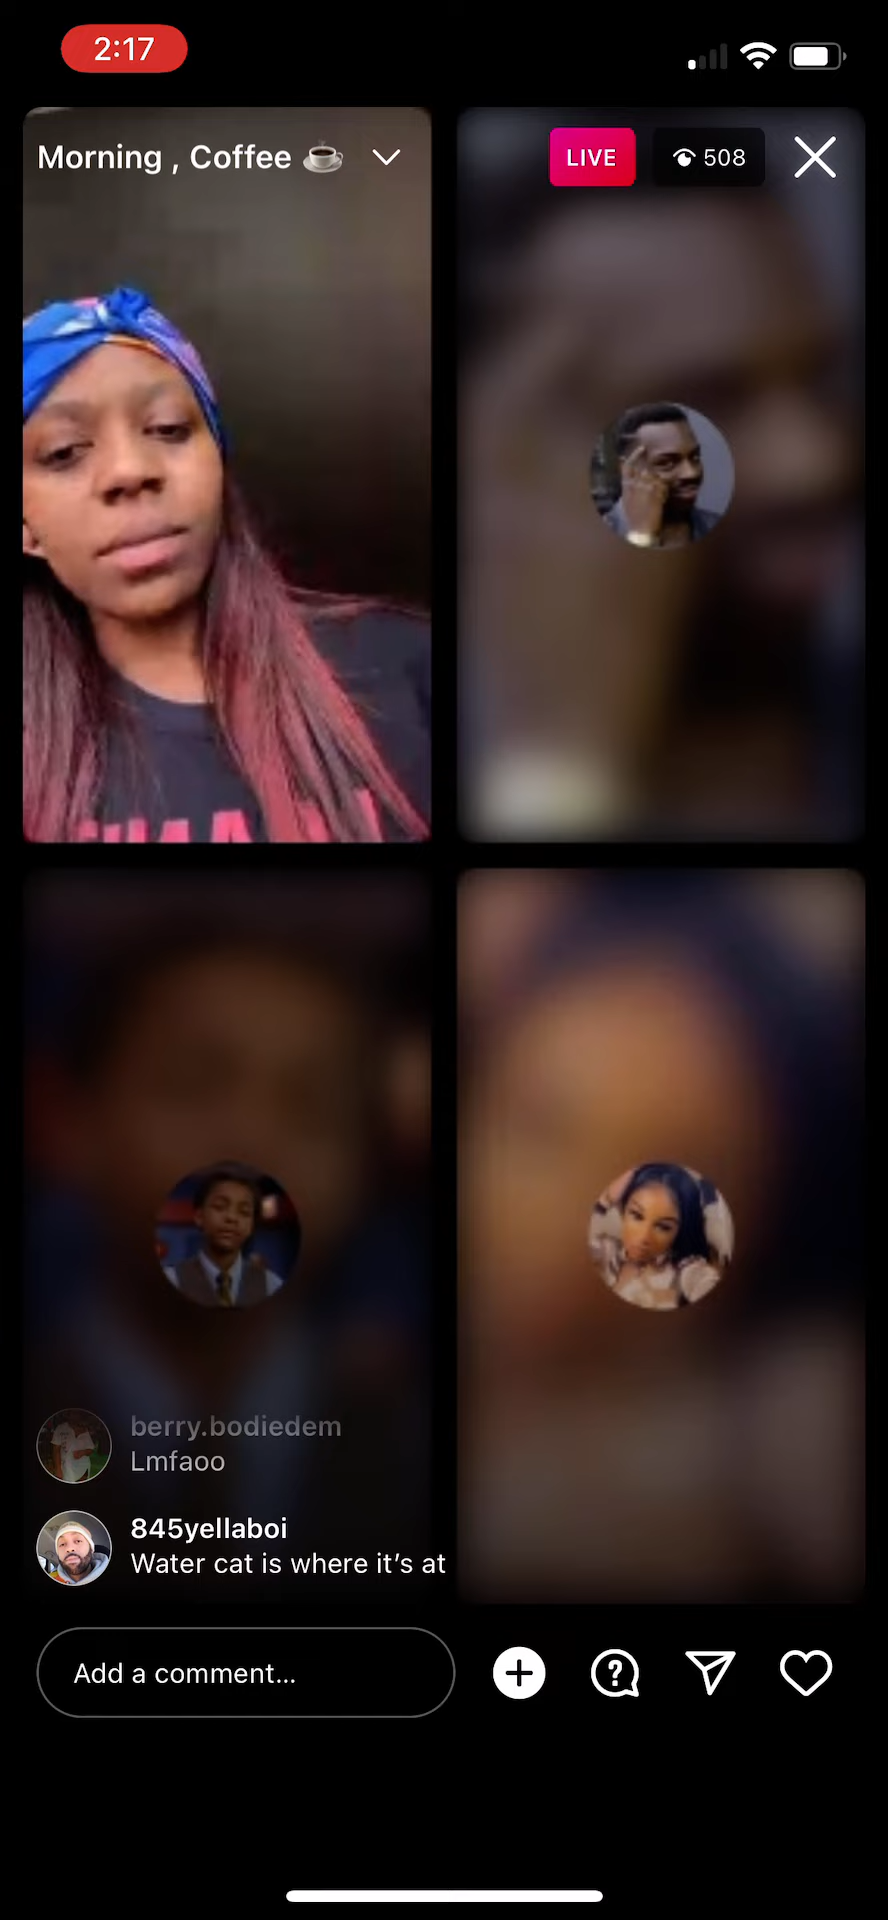 2:17
Morning , Coffee ☕
LIVE
508
berry.bodiedem
Lmfaoo
845yellaboi
Water cat is where it’s at
Add a comment...